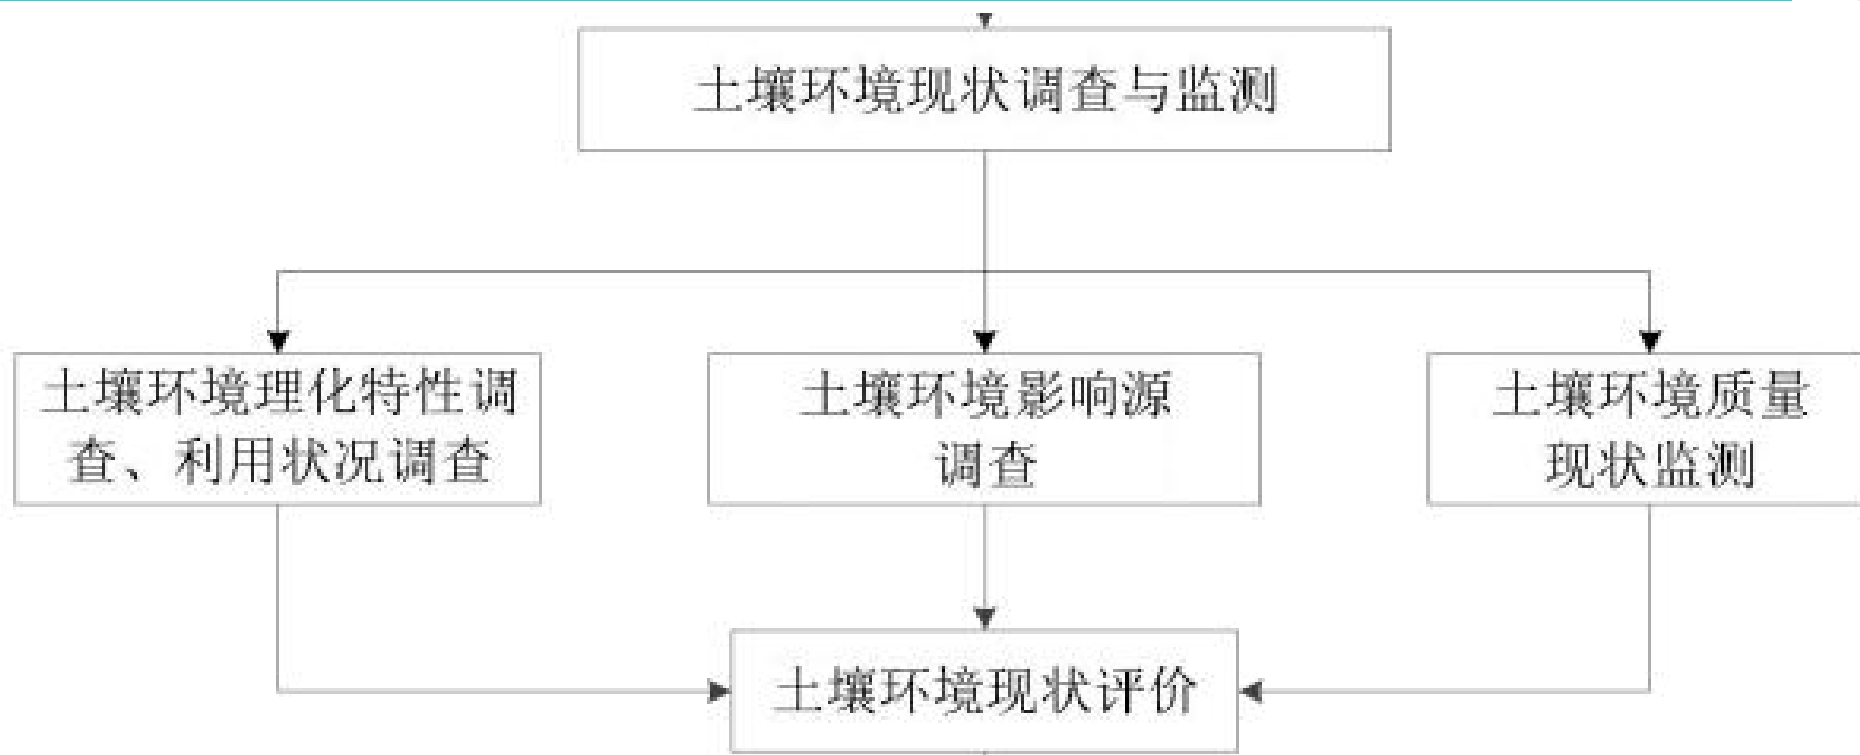 土壤环境现状调查与监测
土壤环境理化特性调
查、利用状况调查
土壤环境影响源
调查
土壤环境质量
现状监测
土壤环境现状评价